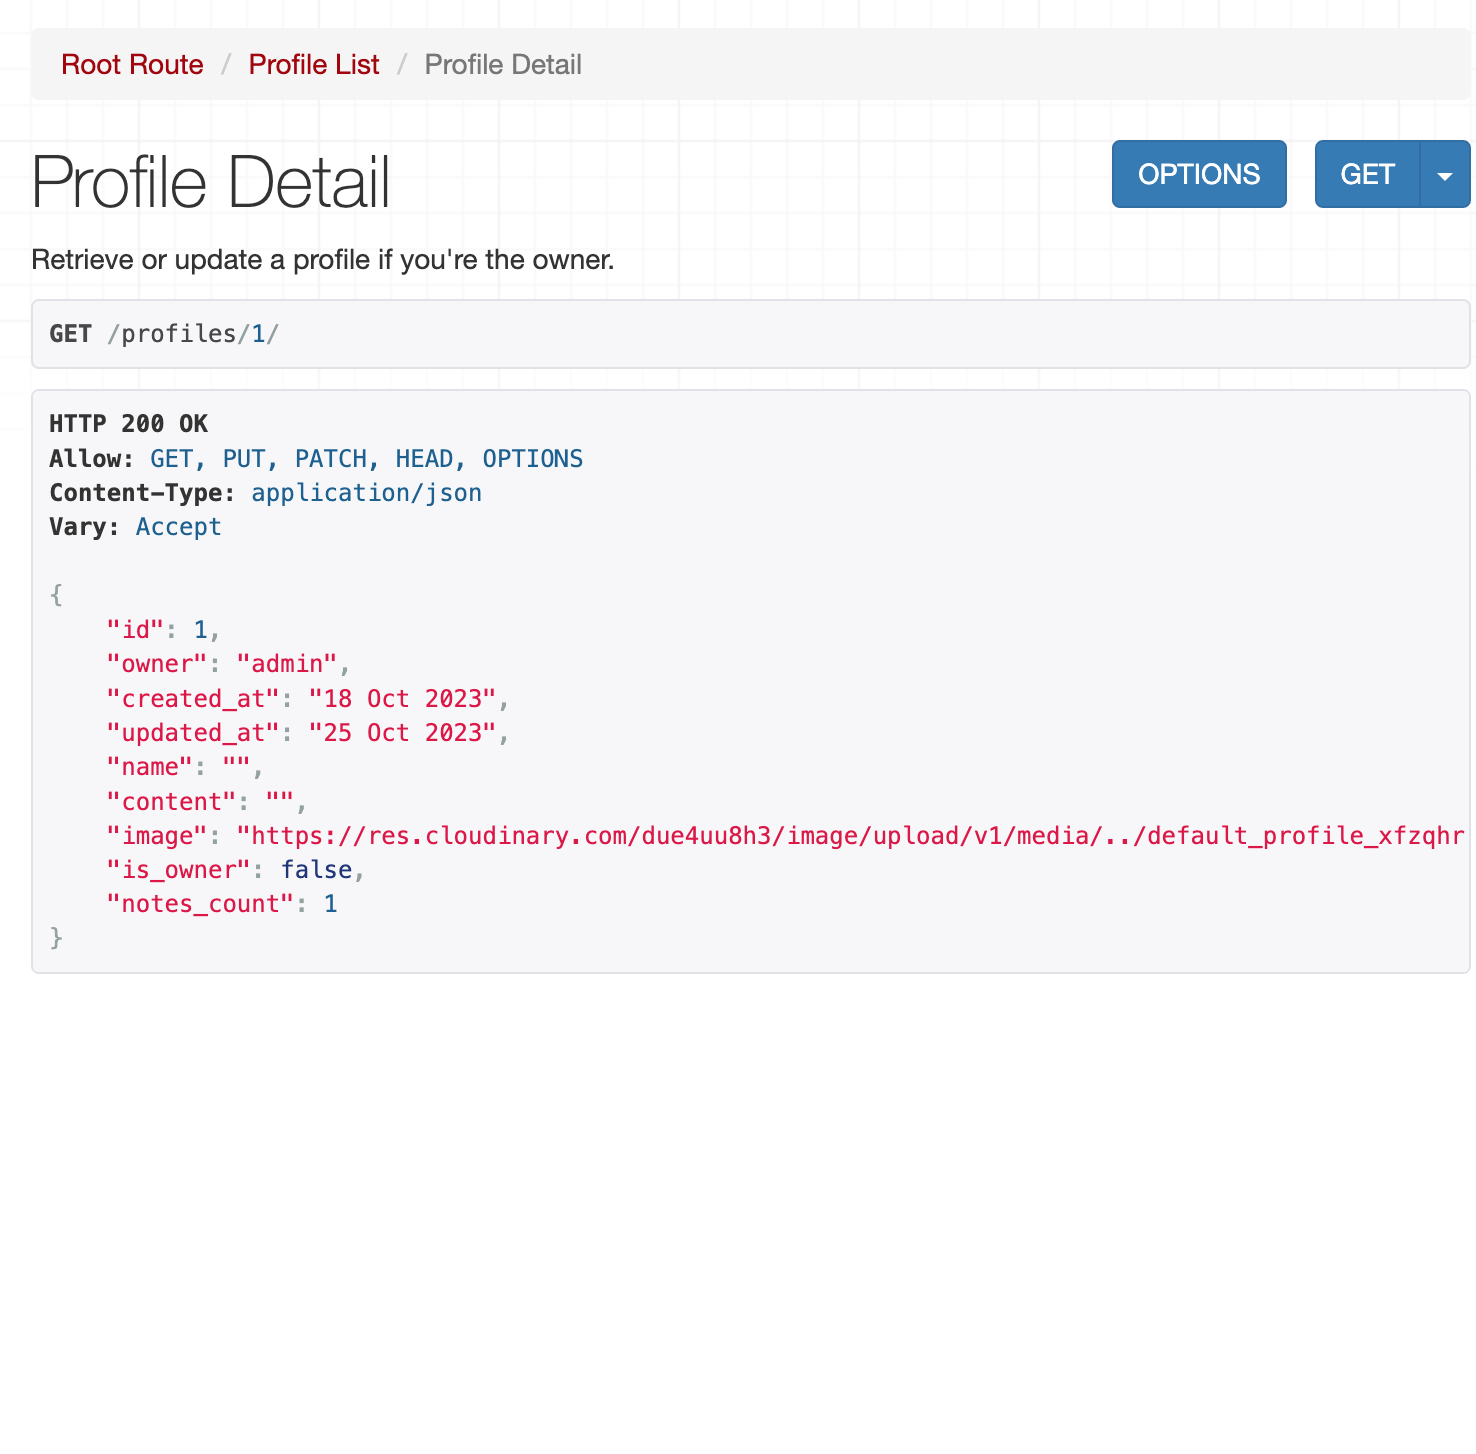 Root Route / Profile List / Profile Detail
Profile Detail
OPTIONS
GET
Retrieve or update a profile if you're the owner.
GET /profiles/1/
HTTP 200 OK
Allow: GET, PUT, PATCH, HEAD, OPTIONS
Content-Type: application/json
Vary: Accept
{
"id": 1,
"owner": "admin",
"created_at": "18 Oct 2023",
"updated_at": "25 Oct 2023",
"name": "",
"content": "",
"image": "https://res.cloudinary.com/due4uu8h3/image/upload/v1/media/../default_profile_xfzqhr
"is_owner": false,
"notes_count": 1
}